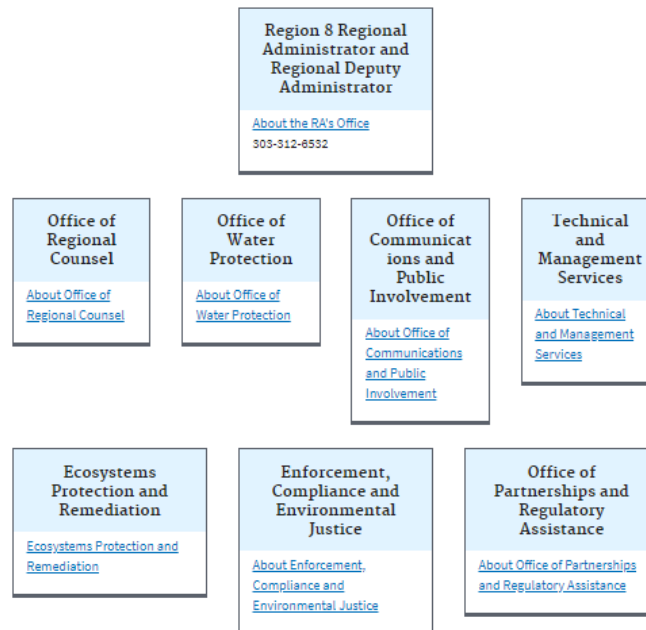 Region 8 Regional
Administrator and
Regional Deputy
Administrator
About the RA's Office
303-312-6532
Office of
Regional
Counsel
About Office of
Regional Counsel
Office of
Water
Protection
About Office of
Water Protection
Office of
Communicat
ions and
Public
Involvement
About Office of
Communications
and Public
Involvement
Technical
and
Management
Services
About Technical
and Management
Services
Ecosystems
Protection and
Remediation
Ecosystems Protection and
Remediation
Enforcement,
Compliance and
Environmental
Justice
About Enforcement,
Compliance and
Environmental Justice
Office of
Partnerships and
Regulatory
Assistance
About Office of Partnerships
and Regulatory Assistance